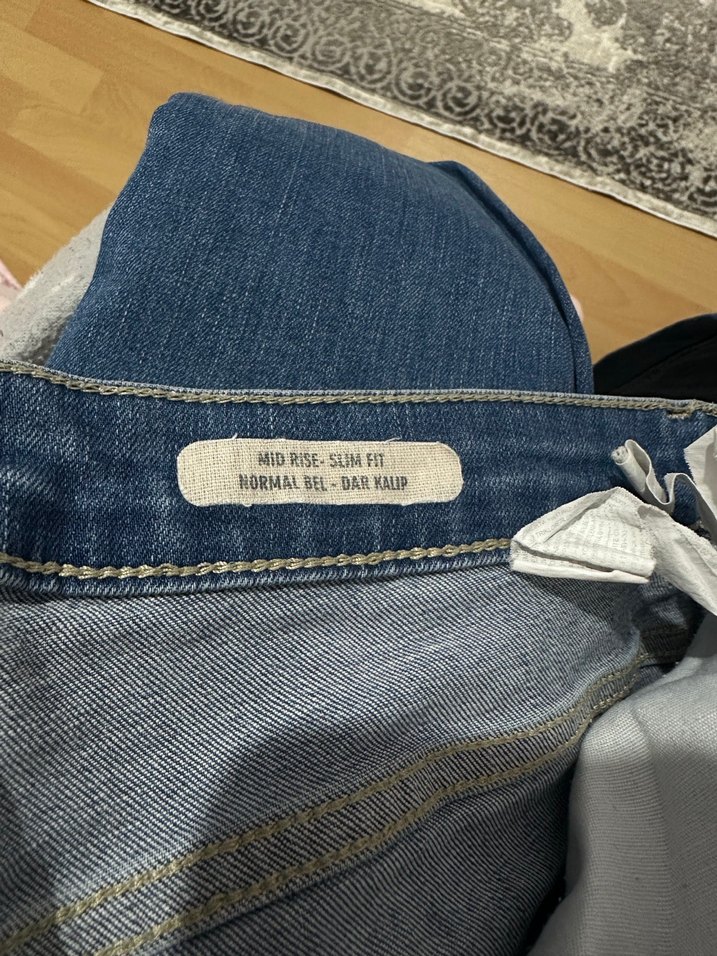 MID RISE- SLIM FIT
NORMAL BEL - DAR KALIP